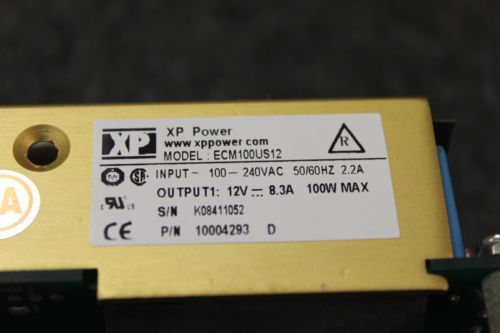 XP
XP Power
www.xppower.com
MODEL : ECM100US12
R
INPUT ~ 100 – 240VAC 50/60HZ 2.2A
OUTPUT1: 12V ⎓ 8.3A 100W MAX
S/N K08411052
P/N 10004293 D
CE
A